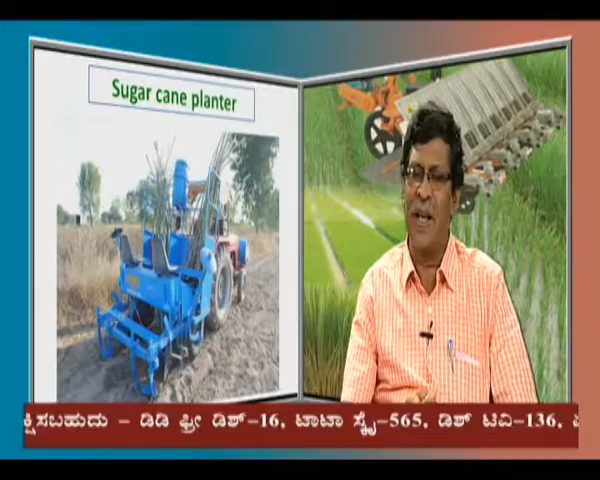 Sugar cane planter
ಕ್ಷಿಸಬಹುದು – ಡಿಡಿ ಫ್ರೀ ಡಿಶ್-16, ಟಾಟಾ ಸ್ಕೈ-565, ಡಿಶ್ ಟಿವಿ-136,